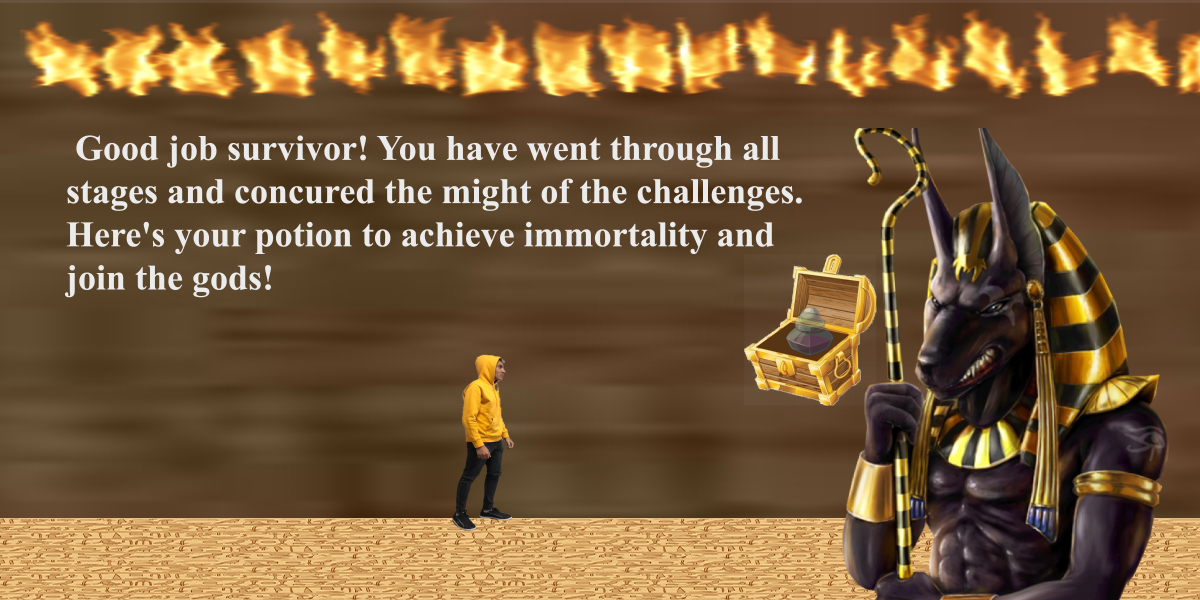 Good job survivor! You have went through all
stages and concured the might of the challenges.
Here's your potion to achieve immortality and
join the gods!